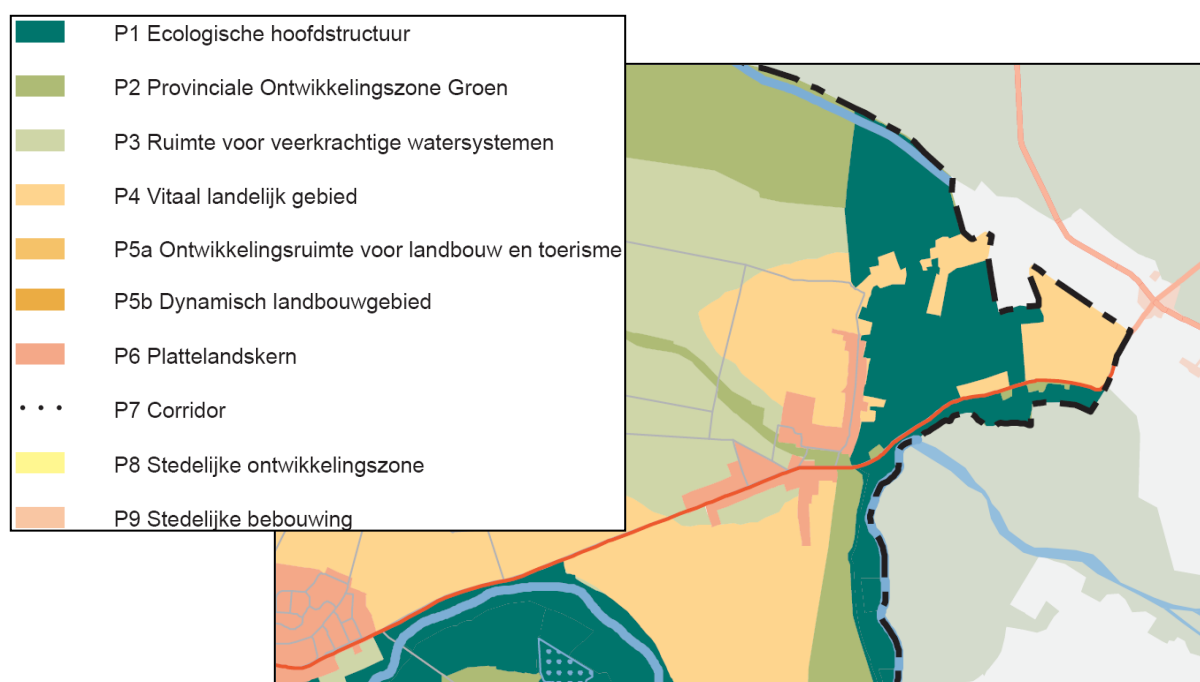 P1 Ecologische hoofdstructuur
P2 Provinciale Ontwikkelingszone Groen
P3 Ruimte voor veerkrachtige watersystemen
P4 Vitaal landelijk gebied
P5a Ontwikkelingsruimte voor landbouw en toerisme
P5b Dynamisch landbouwgebied
P6 Plattelandskern
P7 Corridor
P8 Stedelijke ontwikkelingszone
P9 Stedelijke bebouwing